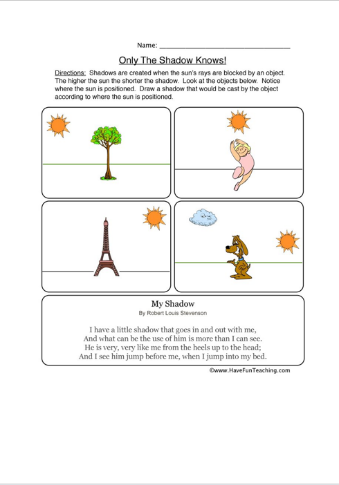 Name: ____________________
Only The Shadow Knows!
Directions: Shadows are created when the sun's rays are blocked by an object.
The higher the sun the shorter the shadow. Look at the objects below. Notice
where the sun is positioned. Draw a shadow that would be cast by the object
according to where the sun is positioned.
My Shadow
By Robert Louis Stevenson
I have a little shadow that goes in and out with me,
And what can be the use of him is more than I can see.
He is very, very like me from the heels up to the head;
And I see him jump before me, when I jump into my bed.
©www.HaveFunTeaching.com